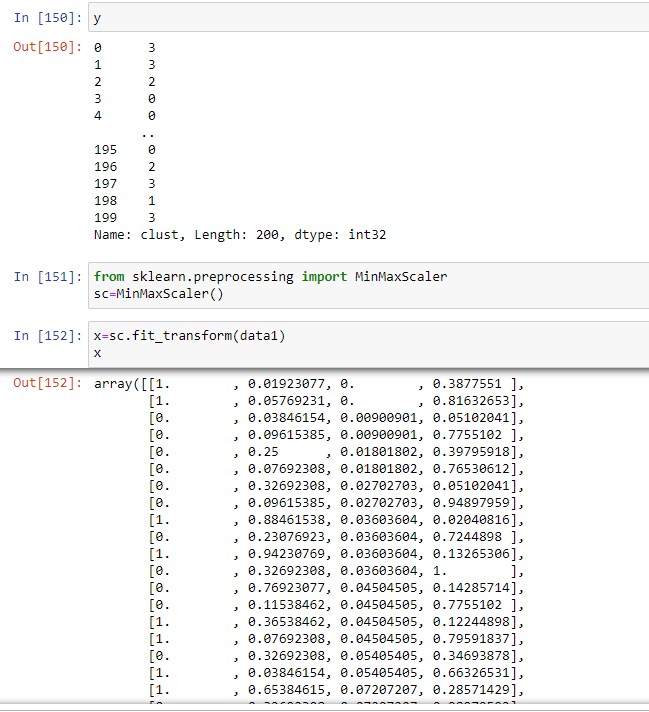 In [150]: y
Out[150]: 0      3
1      3
2      2
3      0
4      0
..
195    0
196    2
197    3
198    1
199    3
Name: clust, Length: 200, dtype: int32
In [151]: from sklearn.preprocessing import MinMaxScaler
sc=MinMaxScaler()
In [152]: x=sc.fit_transform(data1)
x
Out[152]: array([[1.        , 0.01923077, 0.        , 0.3877551 ],
[1.        , 0.05769231, 0.        , 0.81632653],
[0.        , 0.03846154, 0.00900901, 0.05102041],
[0.        , 0.09615385, 0.00900901, 0.7755102 ],
[0.        , 0.25      , 0.01801802, 0.39795918],
[0.        , 0.07692308, 0.01801802, 0.76530612],
[0.        , 0.32692308, 0.02702703, 0.05102041],
[0.        , 0.09615385, 0.02702703, 0.94897959],
[1.        , 0.88461538, 0.03603604, 0.02040816],
[0.        , 0.23076923, 0.03603604, 0.7244898 ],
[1.        , 0.94230769, 0.03603604, 0.13265306],
[0.        , 0.32692308, 0.03603604, 1.        ],
[0.        , 0.76923077, 0.04504505, 0.14285714],
[0.        , 0.11538462, 0.04504505, 0.7755102 ],
[1.        , 0.36538462, 0.04504505, 0.12244898],
[1.        , 0.07692308, 0.04504505, 0.79591837],
[0.        , 0.32692308, 0.05405405, 0.34693878],
[1.        , 0.03846154, 0.05405405, 0.66326531],
[1.        , 0.65384615, 0.07207207, 0.28571429],